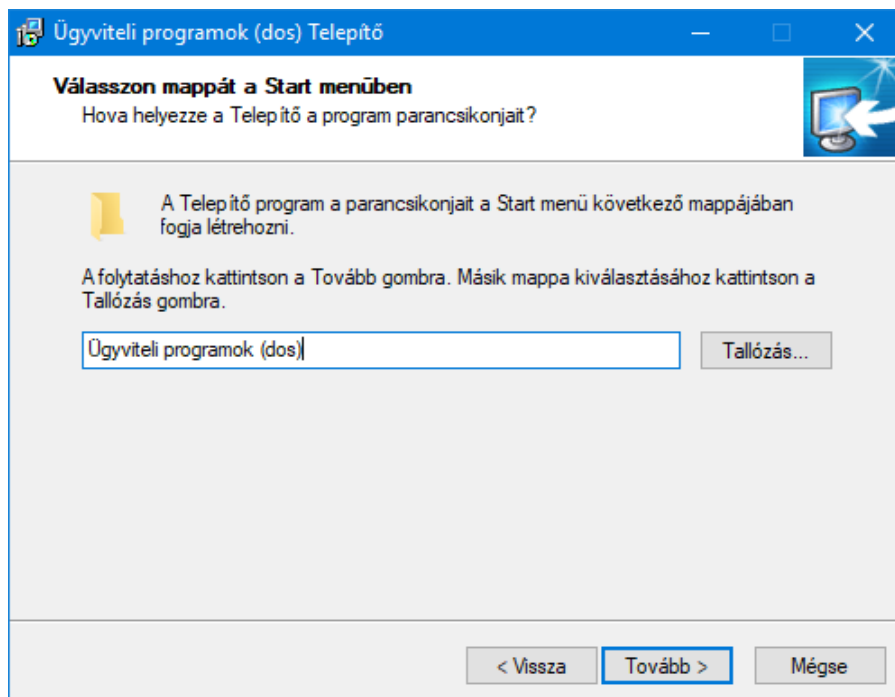 Ügyviteli programok (dos) Telepítő
Válasszon mappát a Start menüben
Hova helyezze a Telepítő a program parancsikonjait?
A Telepítő program a parancsikonjait a Start menü következő mappájában
fogja létrehozni.
A folytatáshoz kattintson a Tovább gombra. Másik mappa kiválasztásához kattintson a
Tallózás gombra.
Ügyviteli programok (dos)
Tallózás...
< Vissza
Tovább >
Mégse